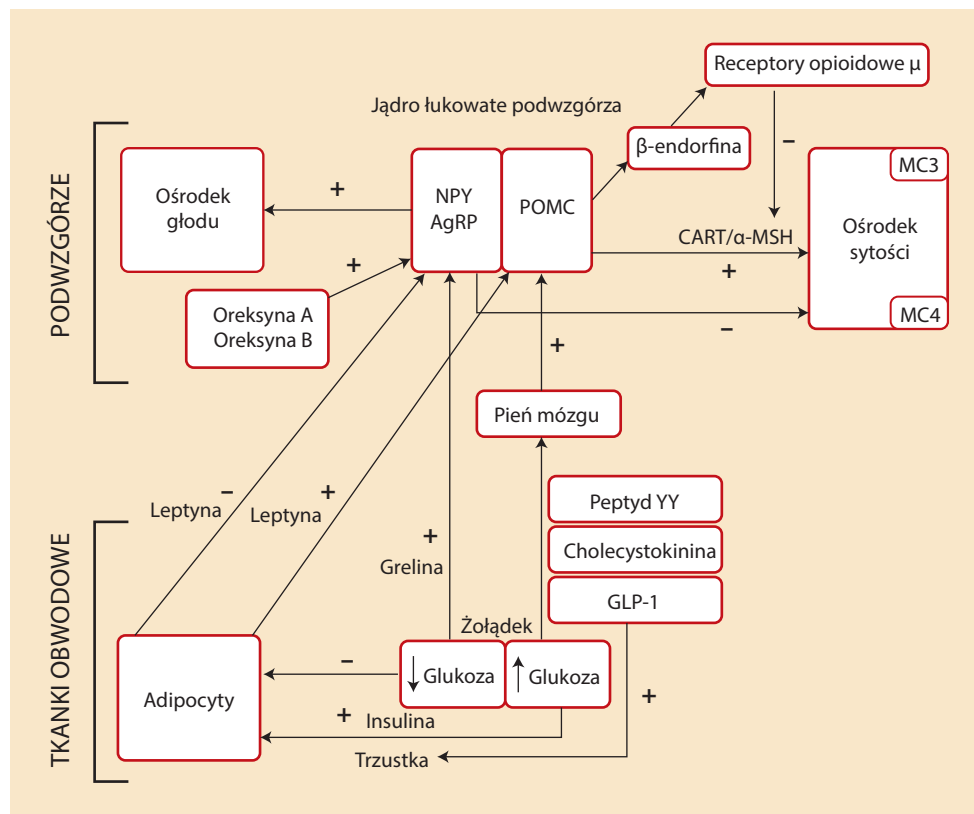 Receptory opioidowe μ
Jądro łukowate podwzgórza
β-endorfina
–
PODWZGÓRZE
Ośrodek
głodu
+
NPY
AgRP
POMC
MC3
Ośrodek
sytości
MC4
CART/α-MSH
+
–
+
Oreksyna A
Oreksyna B
+
Pień mózgu
–
Leptyna
+
Leptyna
+
Grelina
Peptyd YY
Cholecystokinina
GLP-1
TKANKI OBWODOWE
Żołądek
Adipocyty
–
↓ Glukoza
↑ Glukoza
+
+ Insulina
Trzustka